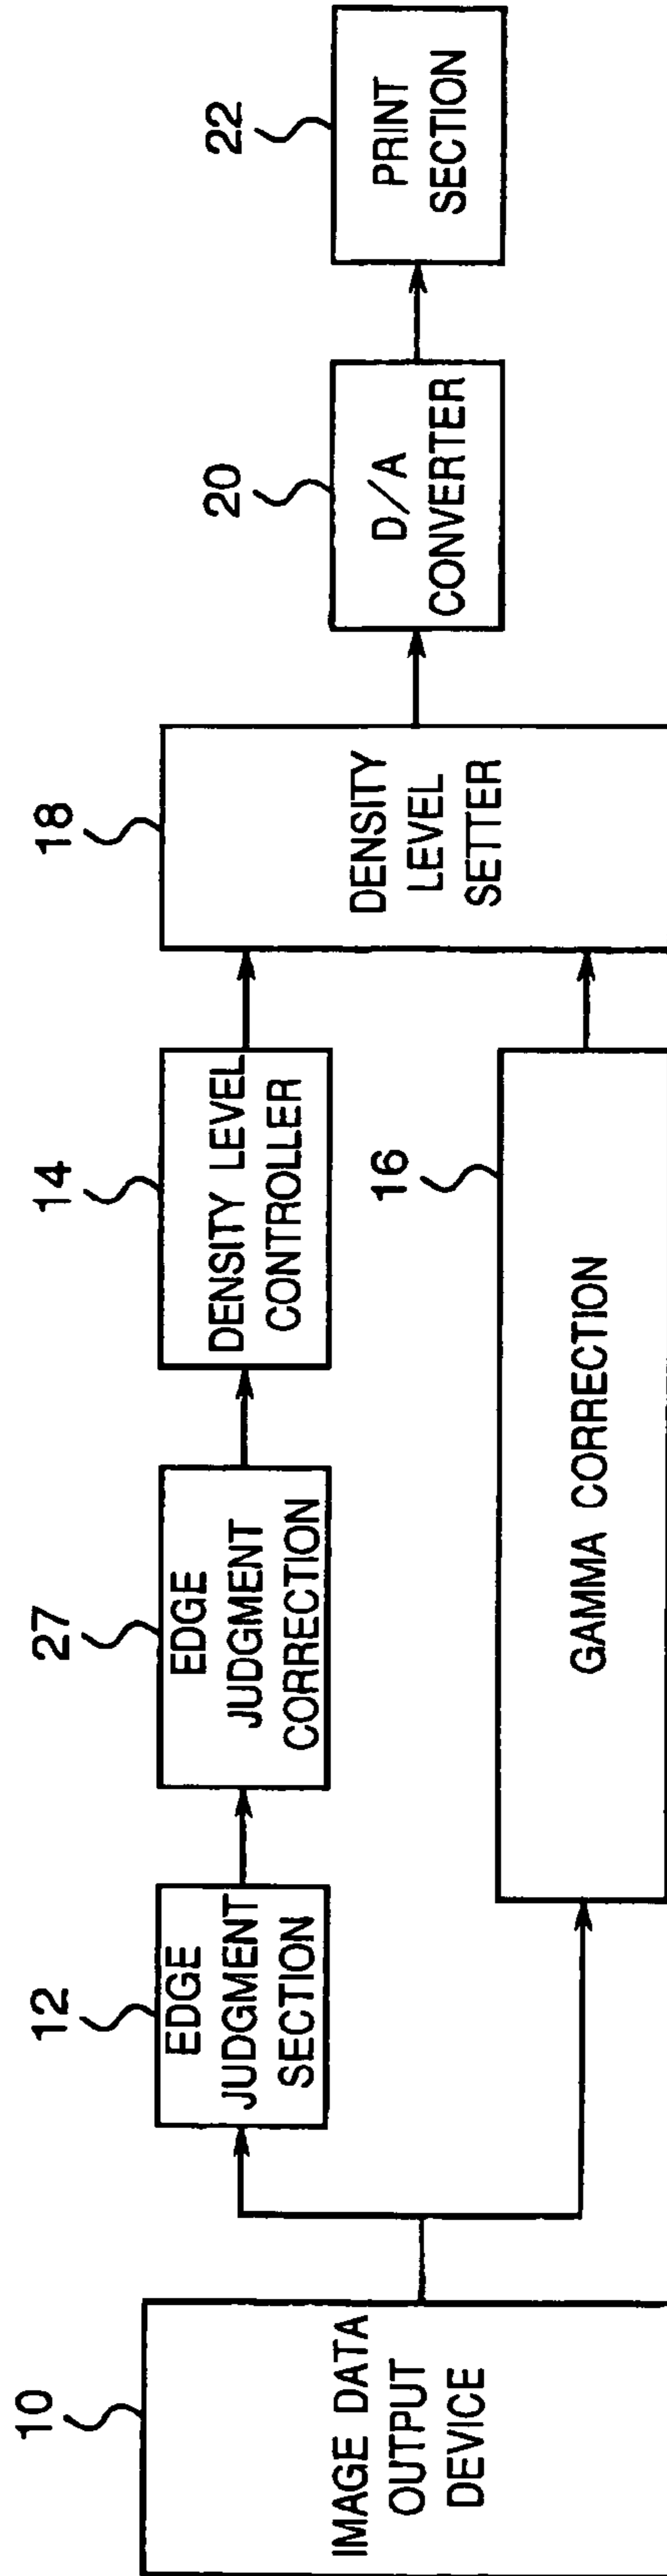 10
IMAGE DATA
OUTPUT
DEVICE
12
EDGE
JUDGMENT
SECTION
27
EDGE
JUDGMENT
CORRECTION
14
DENSITY LEVEL
CONTROLLER
16
GAMMA CORRECTION
18
DENSITY
LEVEL
SETTER
20
D/A
CONVERTER
22
PRINT
SECTION